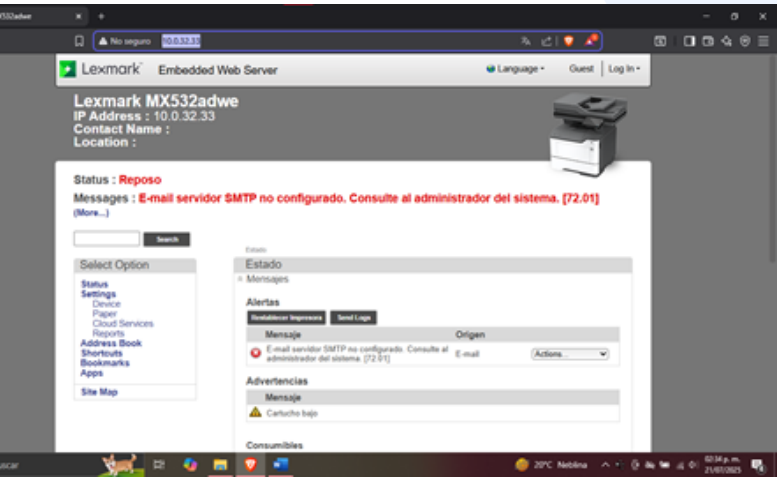 X532adwe
No seguro 10.0.32.33
Lexmark Embedded Web Server
Language Guest Log In
Lexmark MX532adwe
IP Address : 10.0.32.33
Contact Name :
Location :
Status : Reposo
Messages : E-mail servidor SMTP no configurado. Consulte al administrador del sistema. [72.01]
(More...)
Search
Select Option
Status
Settings
Device
Paper
Cloud Services
Reports
Address Book
Shortcuts
Bookmarks
Apps
Site Map
Estado
Estado
Mensajes
Alertas
Restablecer Impresora Send Logs
Mensaje Origen
E-mail servidor SMTP no configurado. Consulte al
administrador del sistema. [72.01]
E-mail
Actions...
Advertencias
Mensaje
Cartucho bajo
Consumibles
uscar
20°C Neblina
02:34 p. m.
21/07/2025